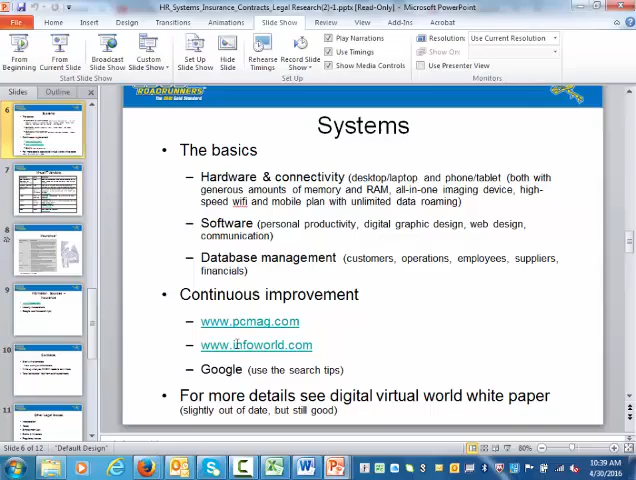 HR_Systems_Insurance_Contracts_Legal Research(2)-1.pptx [Read-Only] - Microsoft PowerPoint
File Home Insert Design Transitions Animations Slide Show Review View Add-Ins Acrobat
From Beginning
From Current Slide
Broadcast Slide Show
Custom Slide Show
Set Up Slide Show
Hide Slide
Rehearse Timings
Record Slide Show
Play Narrations
Use Timings
Show Media Controls
Resolution: Use Current Resolution
Show On:
Use Presenter View
Start Slide Show
Set Up
Monitors
Slides Outline
6
7
8
9
10
11
ROADRUNNERS
Systems
• The basics
– Hardware & connectivity (desktop/laptop and phone/tablet (both with
generous amounts of memory and RAM, all-in-one imaging device, high-
speed wifi and mobile plan with unlimited data roaming)
– Software (personal productivity, digital graphic design, web design,
communication)
– Database management (customers, operations, employees, suppliers,
financials)
• Continuous improvement
– www.pcmag.com
– www.infoworld.com
– Google (use the search tips)
• For more details see digital virtual world white paper
(slightly out of date, but still good)
Slide 6 of 12 "Default Design" 80%
10:39 AM
4/30/2016